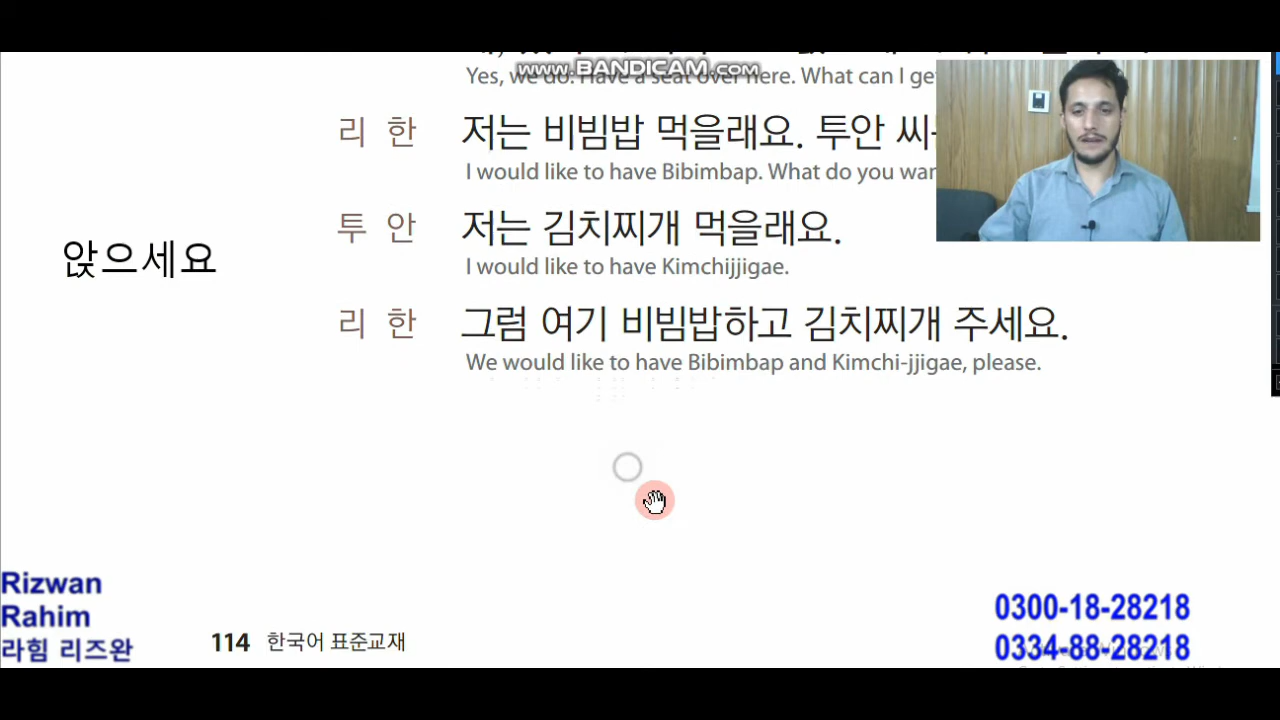 www.BANDICAM.com
Yes, we do. Have a seat over here. What can I ge
리 한 저는 비빔밥 먹을래요. 투안 씨
I would like to have Bibimbap. What do you wan
투 안 저는 김치찌개 먹을래요.
I would like to have Kimchijjigae.
앉으세요
리 한 그럼 여기 비빔밥하고 김치찌개 주세요.
We would like to have Bibimbap and Kimchi-jjigae, please.
Rizwan
Rahim
라힘 리즈완
114 한국어 표준교재
0300-18-28218
0334-88-28218